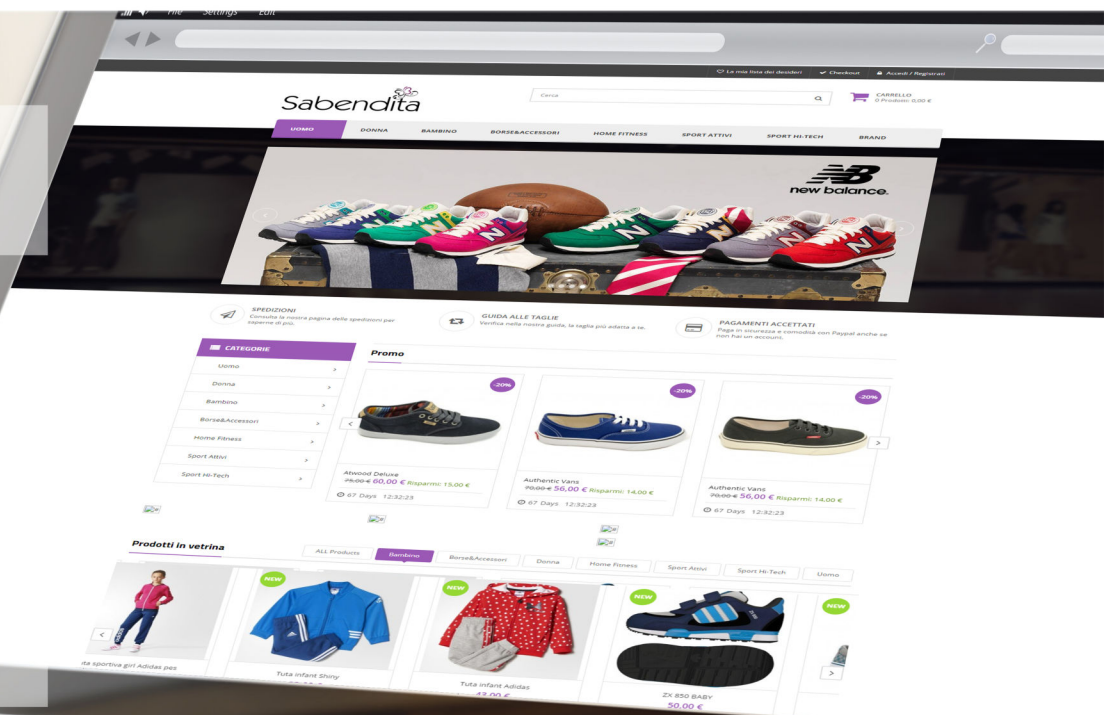 File Settings Edit
La mia lista dei desideri Checkout Accedi / Registrati
Sabendita
Cerca
CARRELLO:
0 Prodotti: 0,00 €
UOMO DONNA BAMBINO BORSE&ACCESSORI HOME FITNESS SPORT ATTIVI SPORT HI-TECH BRAND
NB
new balance.
SPEDIZIONI
Consulta la nostra pagina delle spedizioni per
saperne di più.
GUIDA ALLE TAGLIE
Verifica nella nostra guida, la taglia più adatta a te.
PAGAMENTI ACCETTATI
Paga in sicurezza e comodità con Paypal anche se
non hai un account.
CATEGORIE
Uomo
Donna
Bambino
Borse&Accessori
Home Fitness
Sport Attivi
Sport Hi-Tech
Promo
-20%
-20%
-20%
Atwood Deluxe
75,00 € 60,00 € Risparmi: 15,00 €
67 Days 12:32:23
Authentic Vans
70,00 € 56,00 € Risparmi: 14,00 €
67 Days 12:32:23
Authentic Vans
70,00 € 56,00 € Risparmi: 14,00 €
67 Days 12:32:23
Prodotti in vetrina
ALL Products Bambino Borse&Accessori Donna Home Fitness Sport Attivi Sport Hi-Tech Uomo
NEW
NEW
NEW
NEW
sportiva girl Adidas pes
Tuta infant Shiny
Tuta infant Adidas
43,00 €
ZX 850 BABY
50,00 €